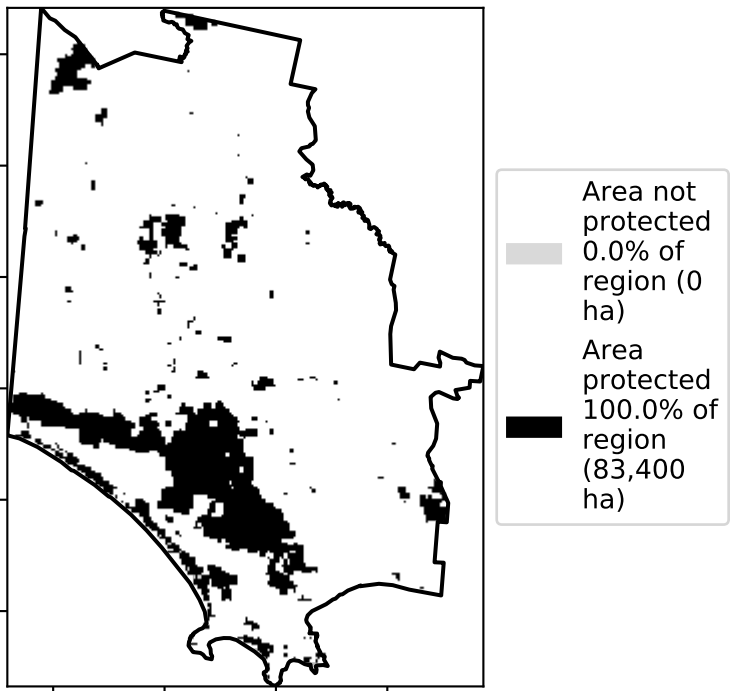 Area not
protected
0.0% of
region (0
ha)
Area
protected
100.0% of
region
(83,400
ha)